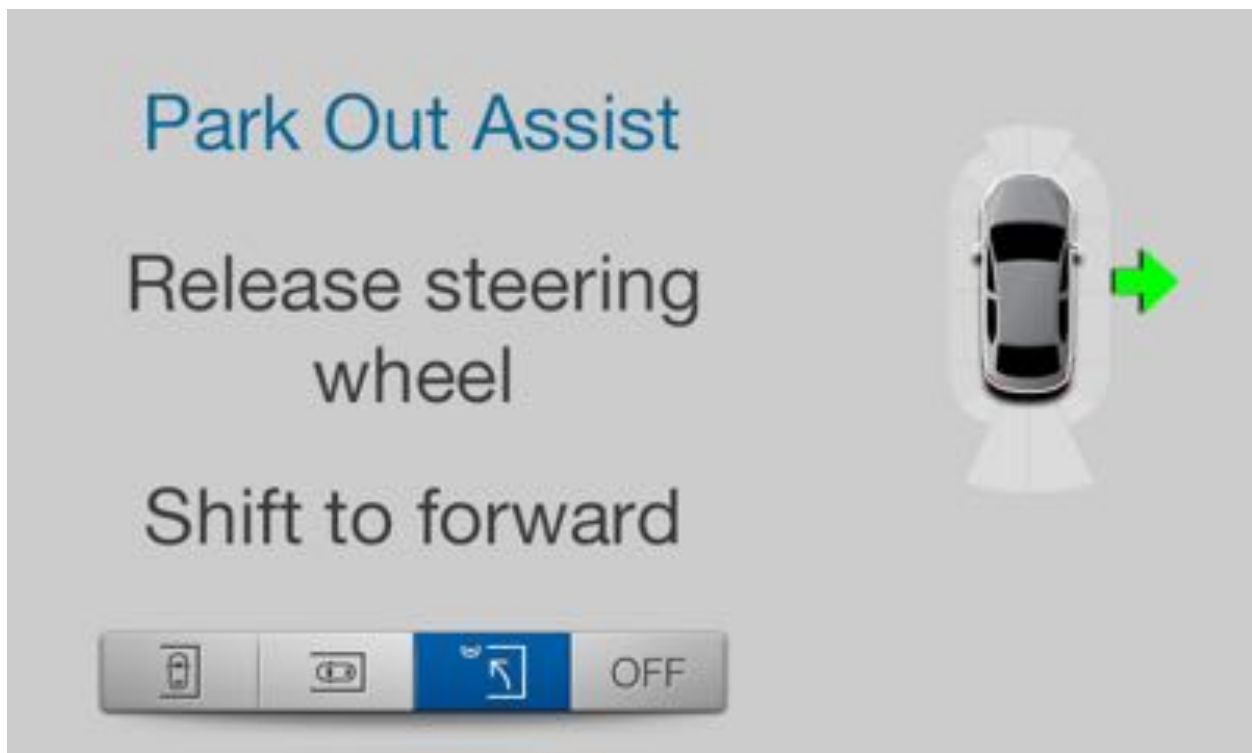 Park Out Assist
Release steering
wheel
Shift to forward
OFF